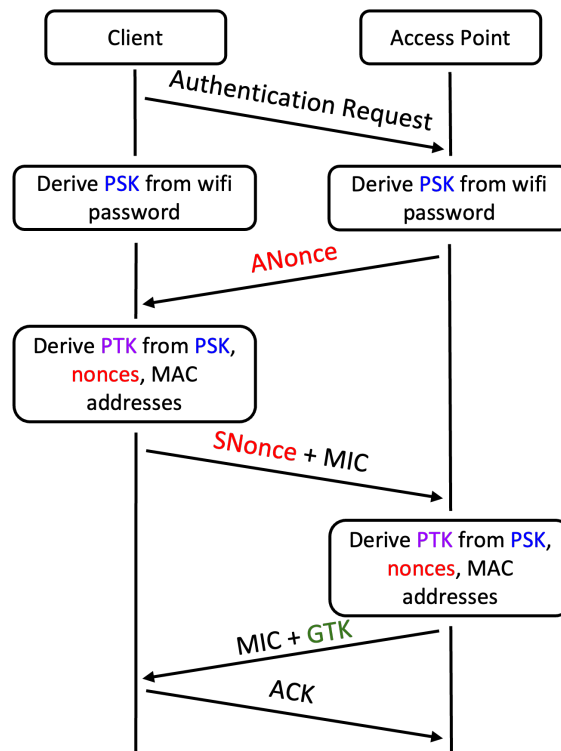 Client
Access Point
Authentication Request
Derive PSK from wifi
password
Derive PSK from wifi
password
ANonce
Derive PTK from PSK,
nonces, MAC
addresses
SNonce + MIC
Derive PTK from PSK,
nonces, MAC
addresses
MIC + GTK
ACK